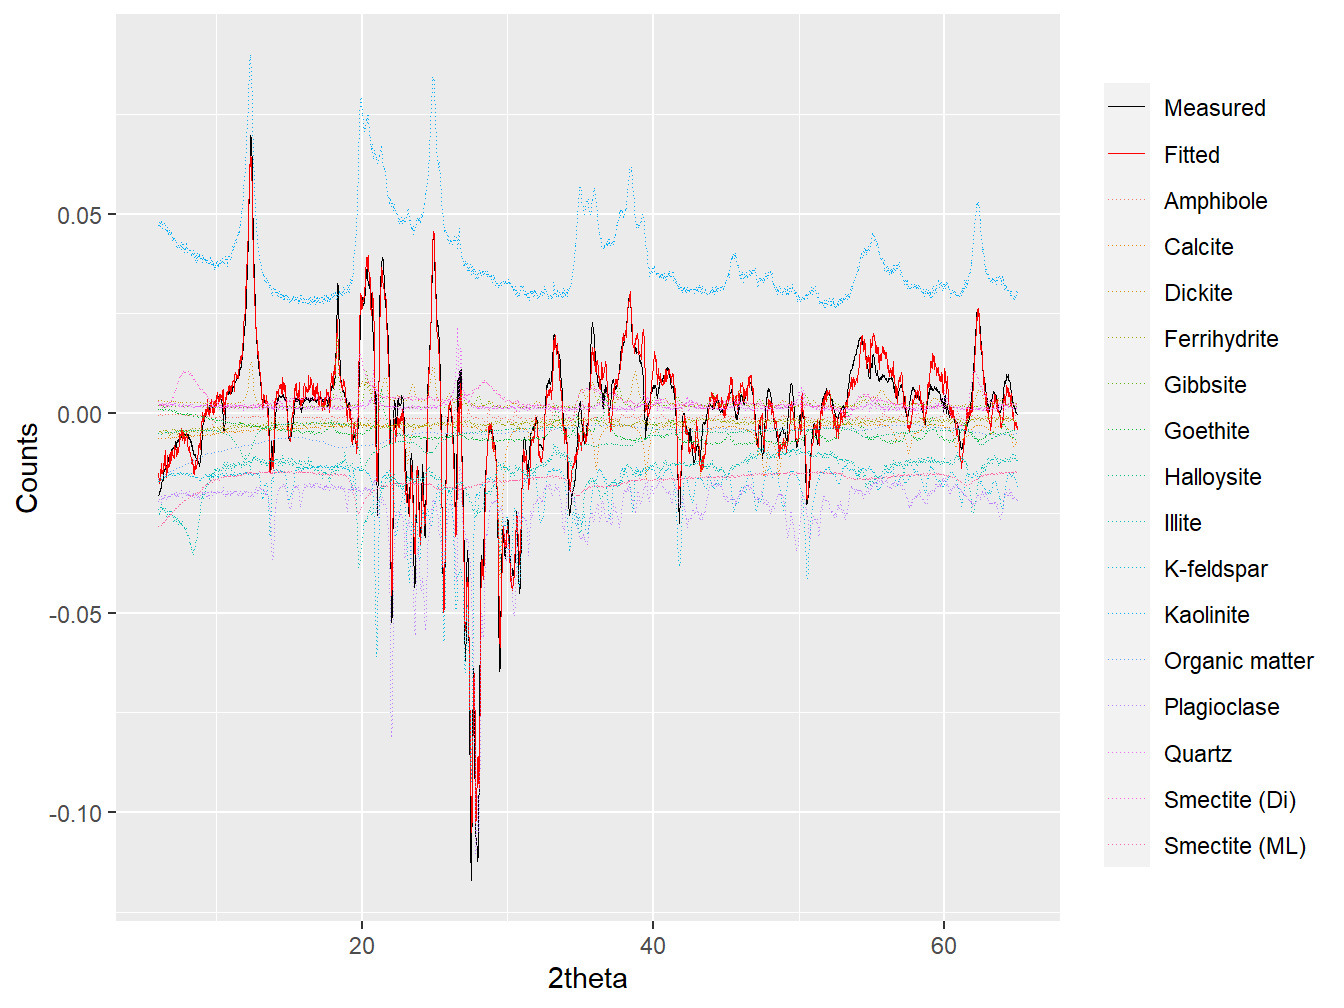 Counts
0.05
0.00
-0.05
-0.10
20
40
60
2theta
Measured
Fitted
Amphibole
Calcite
Dickite
Ferrihydrite
Gibbsite
Goethite
Halloysite
Illite
K-feldspar
Kaolinite
Organic matter
Plagioclase
Quartz
Smectite (Di)
Smectite (ML)